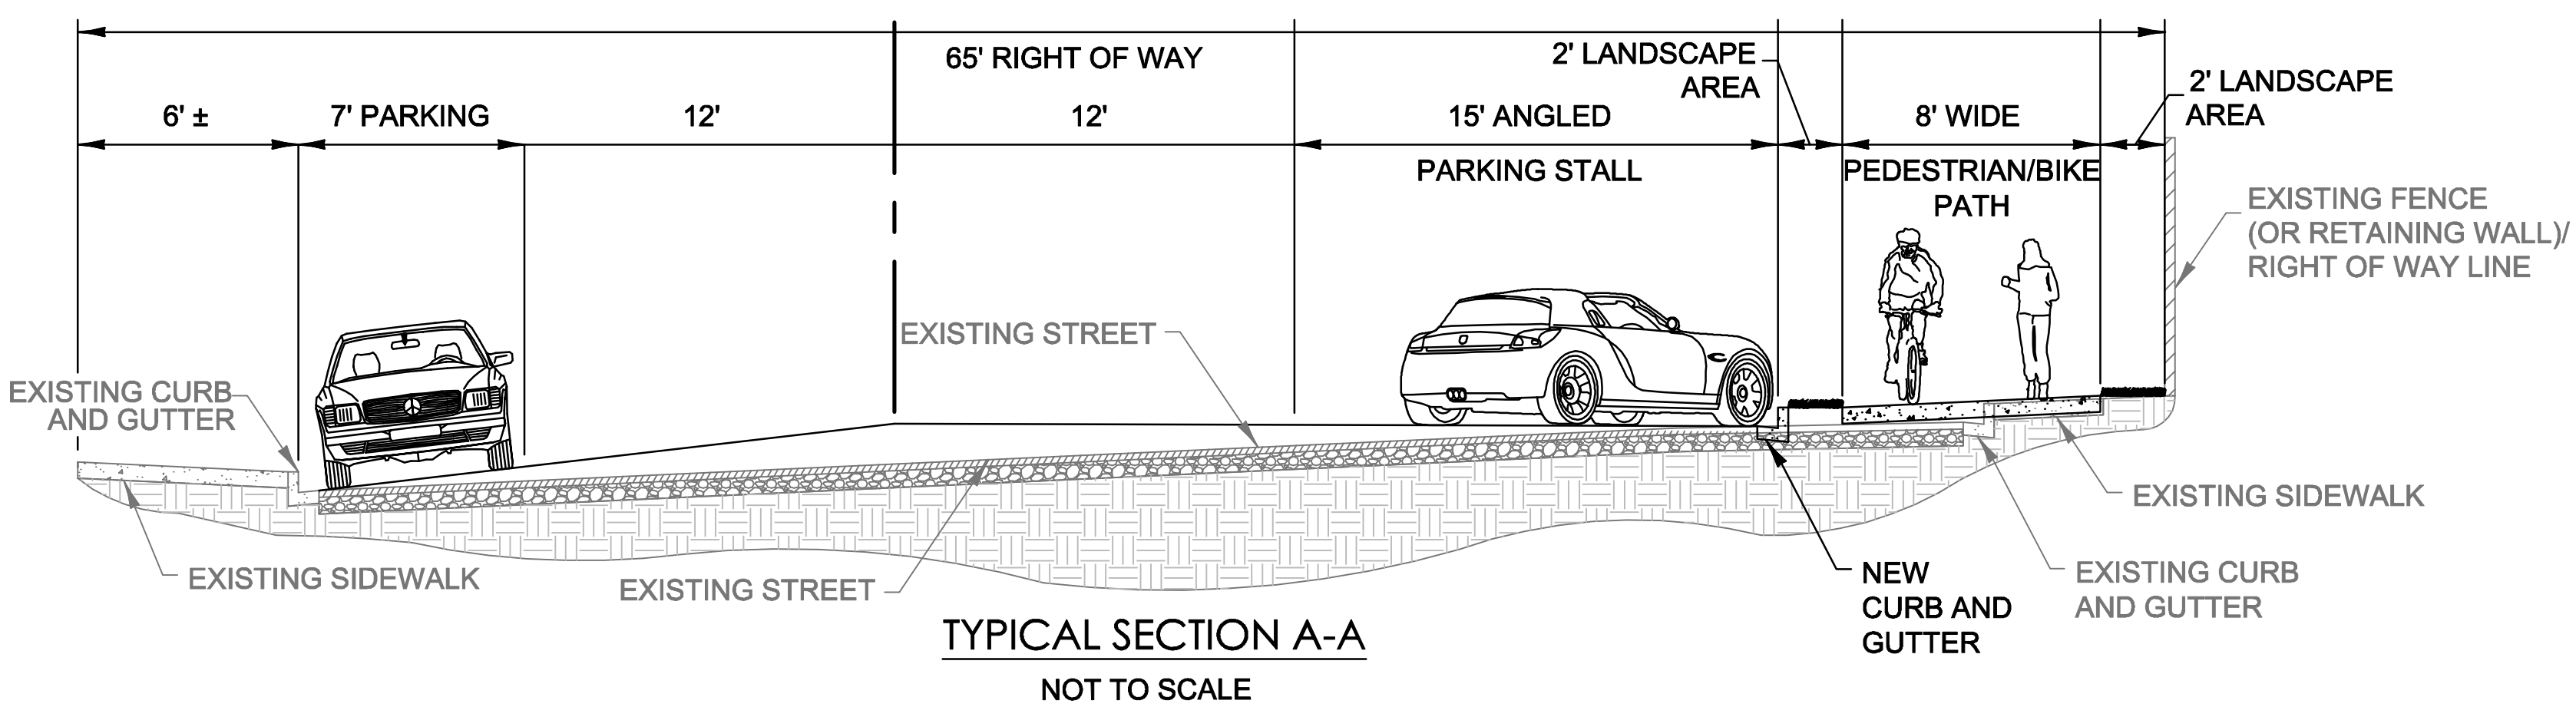 65' RIGHT OF WAY
2' LANDSCAPE
AREA
2' LANDSCAPE
AREA
6' ±
7' PARKING
12'
12'
15' ANGLED
PARKING STALL
8' WIDE
PEDESTRIAN/BIKE
PATH
EXISTING FENCE
(OR RETAINING WALL)/
RIGHT OF WAY LINE
EXISTING STREET
EXISTING CURB
AND GUTTER
EXISTING SIDEWALK
EXISTING SIDEWALK
EXISTING STREET
NEW
CURB AND
GUTTER
EXISTING CURB
AND GUTTER
TYPICAL SECTION A-A
NOT TO SCALE